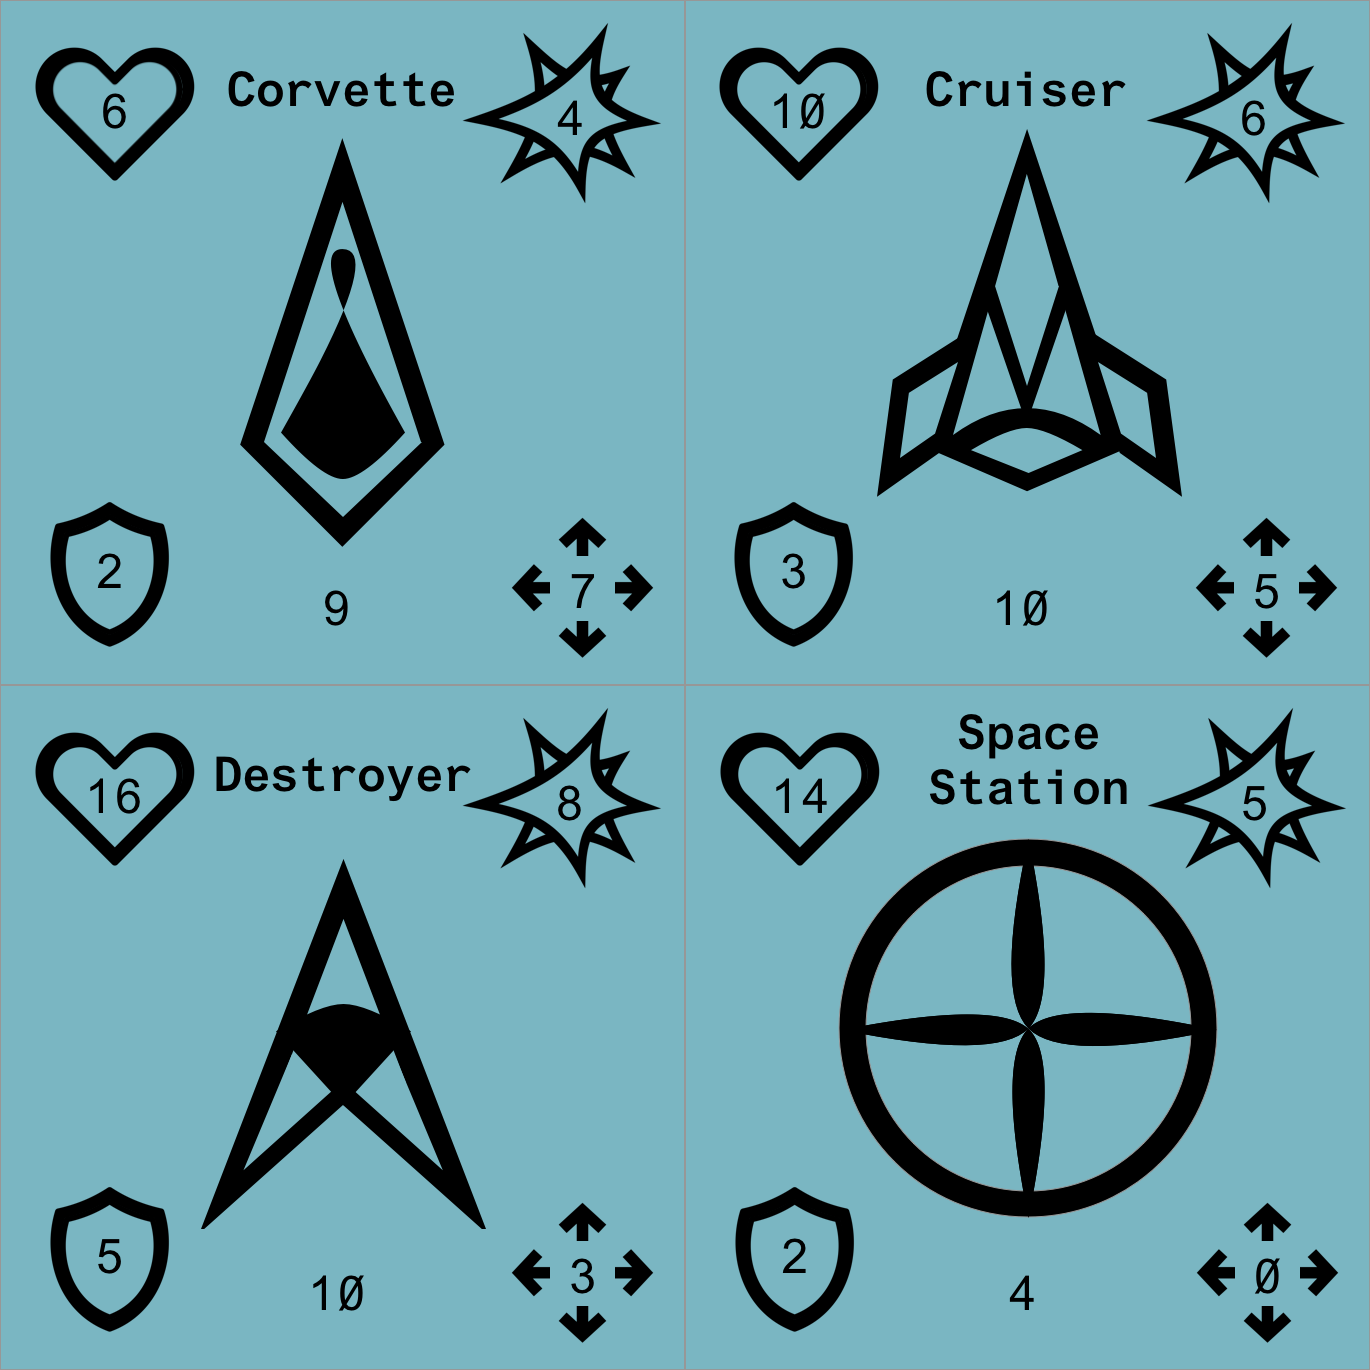 6 Corvette 4
2 9 7
1Ø Cruiser 6
3 1Ø 5
16 Destroyer 8
5 1Ø 3
Space
14 Station 5
2 4 Ø